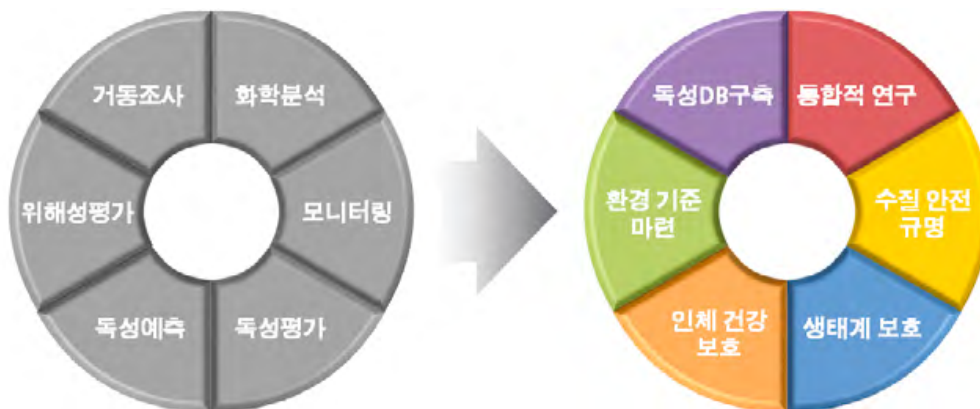 거동조사
화학분석
위해성평가
모니터링
독성예측
독성평가
독성DB구축
통합적 연구
환경 기준
마련
수질 안전
규명
인체 건강
보호
생태계 보호